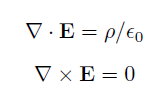 ∇ · E = ρ/ϵ₀
∇ × E = 0